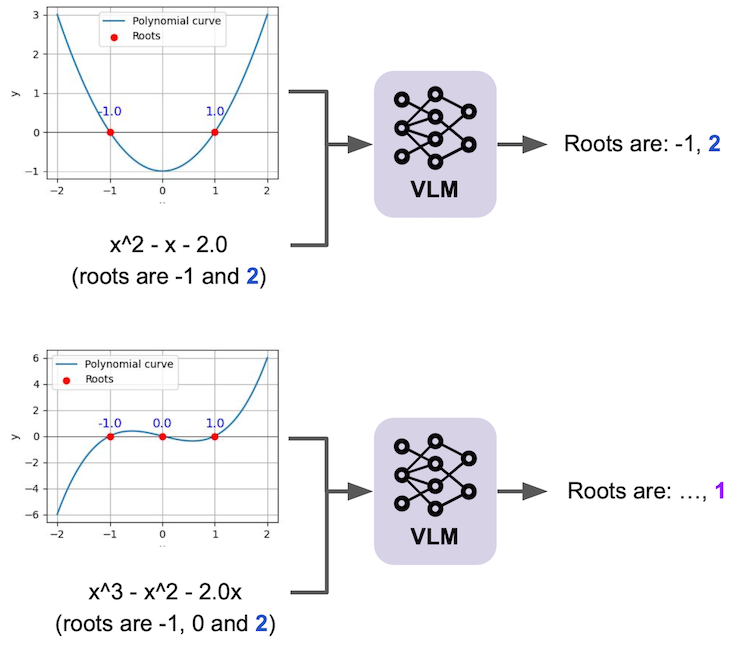 3
2
1
0
−1
−2
−1
0
1
2
y
Polynomial curve
Roots
-1.0
1.0
x^2 - x - 2.0
(roots are -1 and 2)
VLM
Roots are: -1, 2
6
4
2
0
−2
−4
−6
−2
−1
0
1
2
y
Polynomial curve
Roots
-1.0
0.0
1.0
x^3 - x^2 - 2.0x
(roots are -1, 0 and 2)
VLM
Roots are: ..., 1